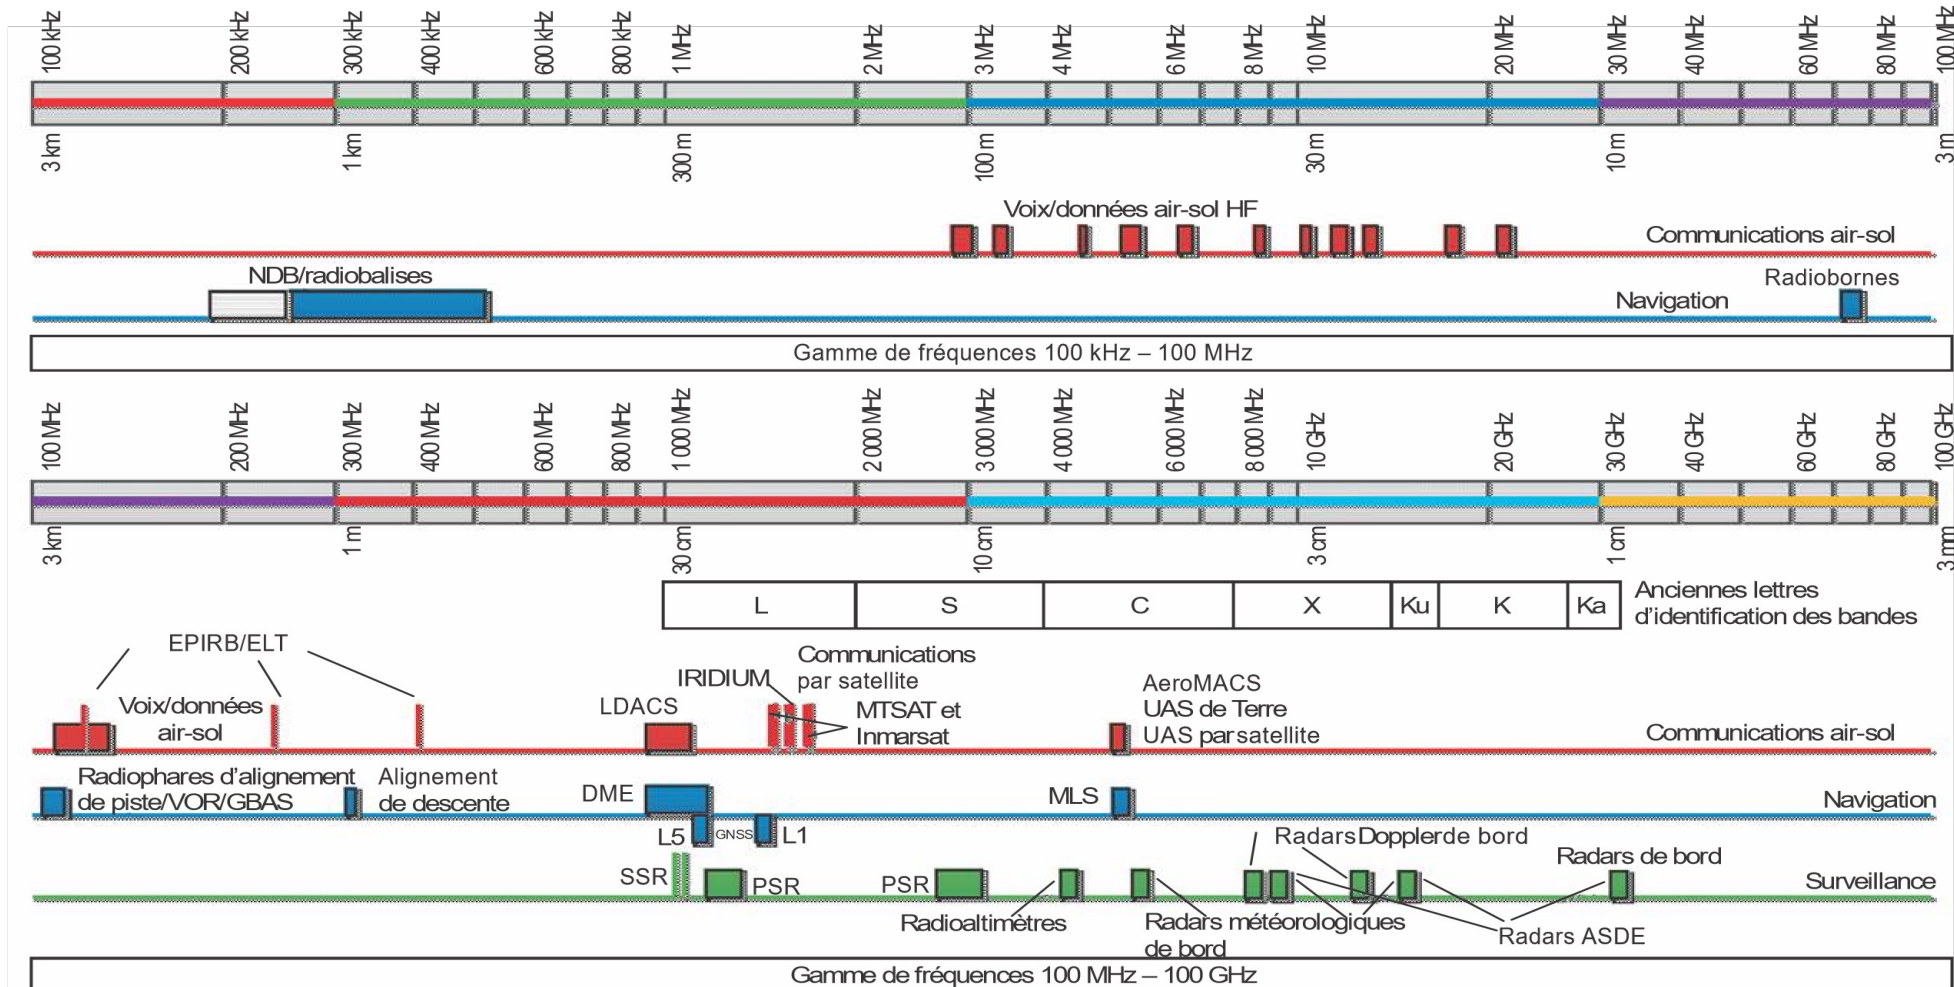 100 kHz 200 kHz 300 kHz 400 kHz 600 kHz 800 kHz 1 MHz 2 MHz 3 MHz 4 MHz 6 MHz 8 MHz 10 MHz 20 MHz 30 MHz 40 MHz 60 MHz 80 MHz 100 MHz
3 km 1 km 300 m 100 m 30 m 10 m 3 m
Voix/données air-sol HF
Communications air-sol
NDB/radiobalises
Radiobornes
Navigation
Gamme de fréquences 100 kHz – 100 MHz
100 MHz 200 MHz 300 MHz 400 MHz 600 MHz 800 MHz 1 000 MHz 2 000 MHz 3 000 MHz 4 000 MHz 6 000 MHz 8 000 MHz 10 GHz 20 GHz 30 GHz 40 GHz 60 GHz 80 GHz 100 GHz
3 km 1 m 30 cm 10 cm 3 cm 1 cm 3 mm
L S C X Ku K Ka
Anciennes lettres
d'identification des bandes
EPIRB/ELT
Voix/données
air-sol
LDACS
IRIDIUM
Communications
par satellite
MTSAT et
Inmarsat
AeroMACS
UAS de Terre
UAS par satellite
Communications air-sol
Radiophares d'alignement
de piste/VOR/GBAS
Alignement
de descente
DME
MLS
Navigation
L5 GNSS L1
Radars Doppler de bord
Radars de bord
SSR PSR PSR
Surveillance
Radioaltimètres
Radars météorologiques
de bord
Radars ASDE
Gamme de fréquences 100 MHz – 100 GHz